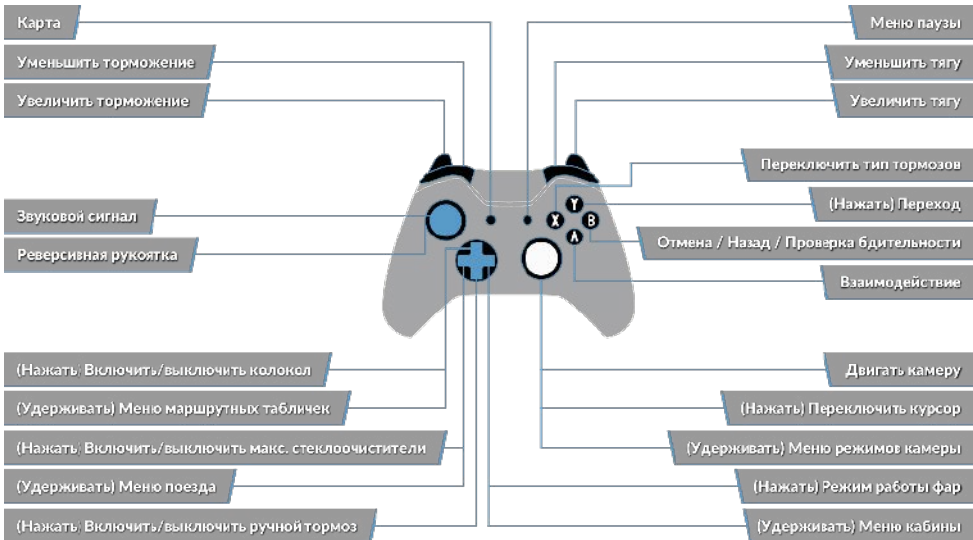 Карта
Меню паузы
Уменьшить торможение
Уменьшить тягу
Увеличить торможение
Увеличить тягу
Переключить тип тормозов
Y
(Нажать) Переход
X
B
Звуковой сигнал
A
Отмена / Назад / Проверка бдительности
Реверсивная рукоятка
Взаимодействие
(Нажать) Включить/выключить колокол
Двигать камеру
(Удерживать) Меню маршрутных табличек
(Нажать) Переключить курсор
(Нажать) Включить/выключить макс. стеклоочистители
(Удерживать) Меню режимов камеры
(Удерживать) Меню поезда
(Нажать) Режим работы фар
(Нажать) Включить/выключить ручной тормоз
(Удерживать) Меню кабины